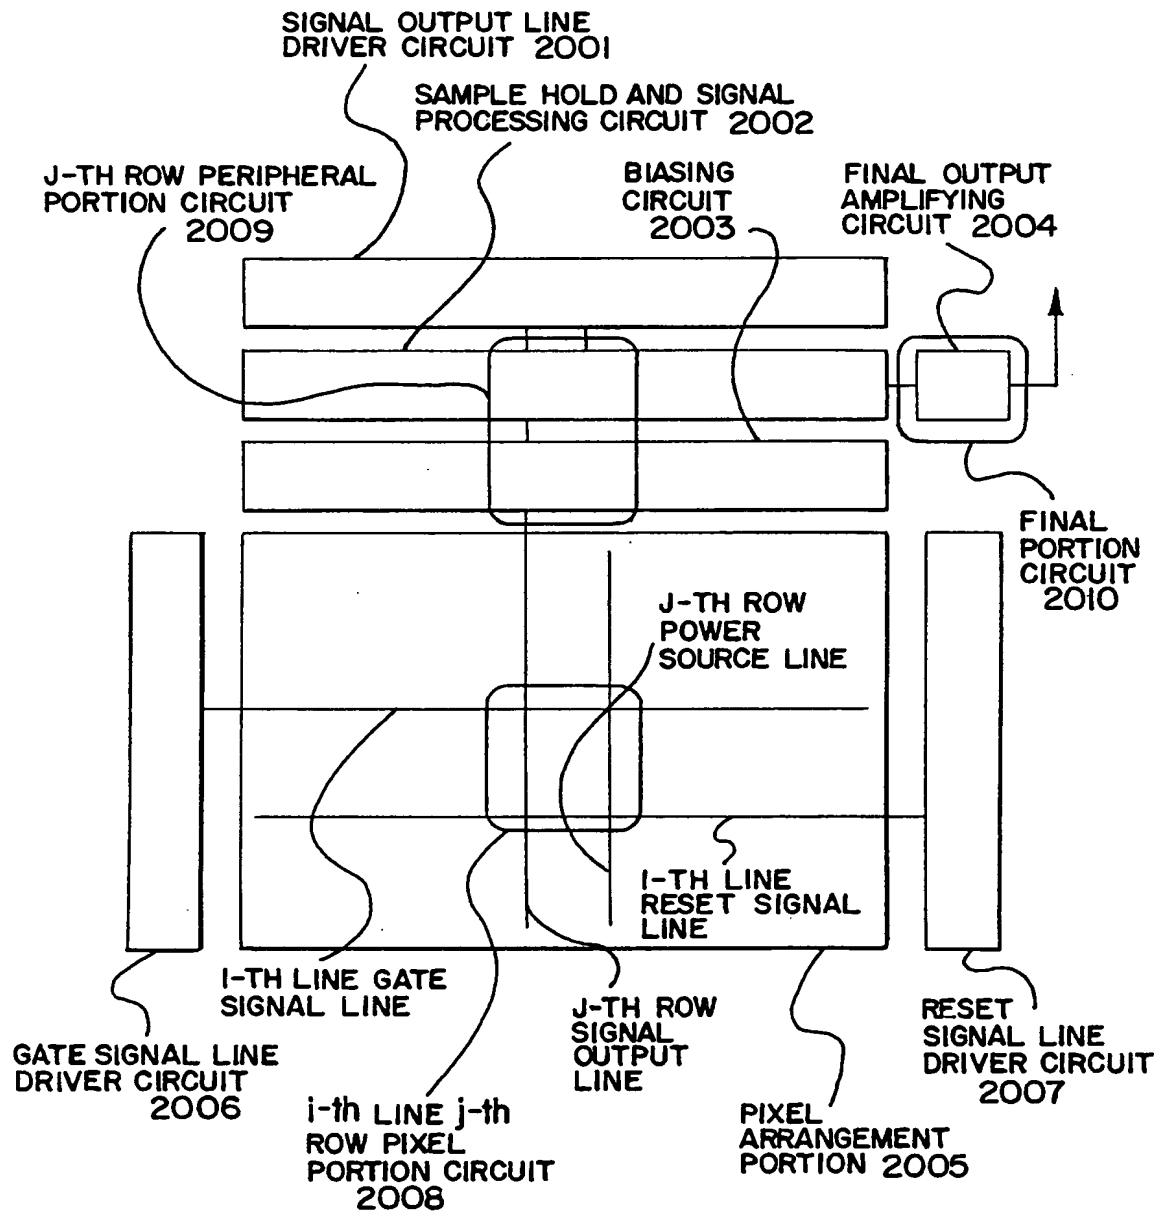 SIGNAL OUTPUT LINE
DRIVER CIRCUIT 2001
SAMPLE HOLD AND SIGNAL
PROCESSING CIRCUIT 2002
J-TH ROW PERIPHERAL
PORTION CIRCUIT
2009
BIASING
CIRCUIT
2003
FINAL OUTPUT
AMPLIFYING
CIRCUIT 2004
FINAL
PORTION
CIRCUIT
2010
J-TH ROW
POWER
SOURCE LINE
I-TH LINE
RESET SIGNAL
LINE
I-TH LINE GATE
SIGNAL LINE
J-TH ROW
SIGNAL
OUTPUT
LINE
RESET
SIGNAL LINE
DRIVER CIRCUIT
2007
GATE SIGNAL LINE
DRIVER CIRCUIT
2006
i-th LINE j-th
ROW PIXEL
PORTION CIRCUIT
2008
PIXEL
ARRANGEMENT
PORTION 2005